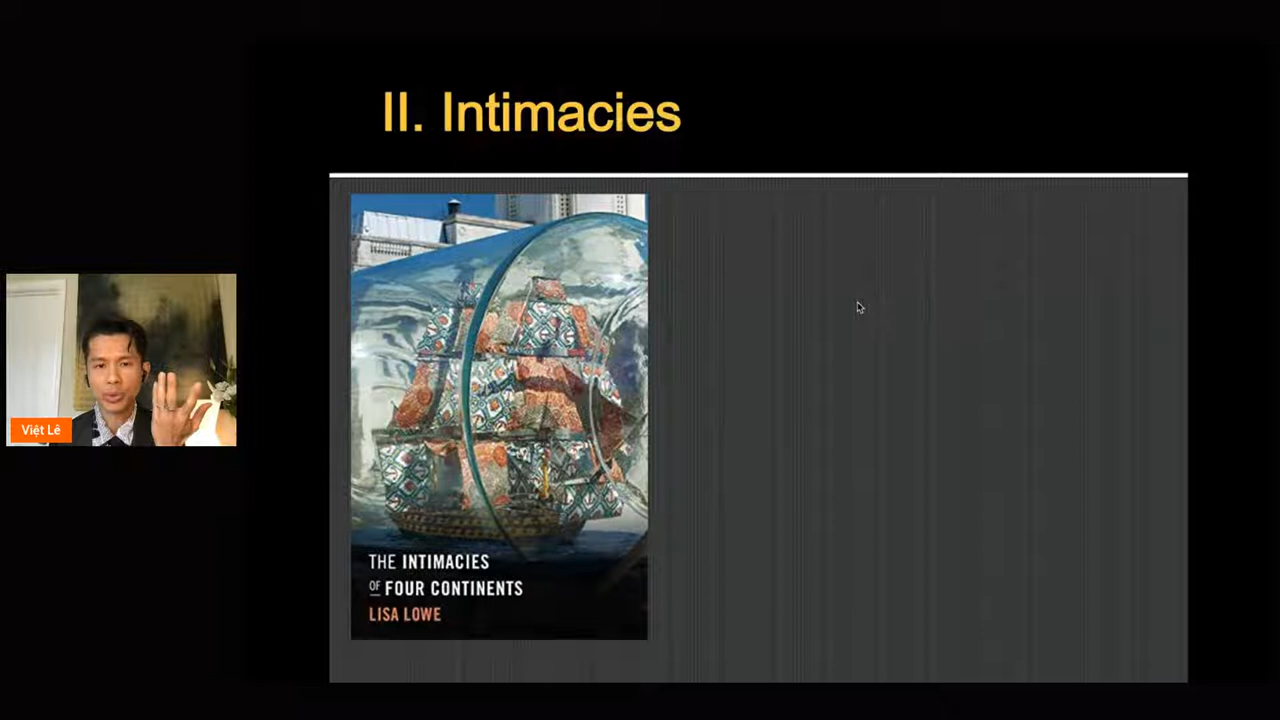 II. Intimacies
Việt Lê
THE INTIMACIES
OF FOUR CONTINENTS
LISA LOWE